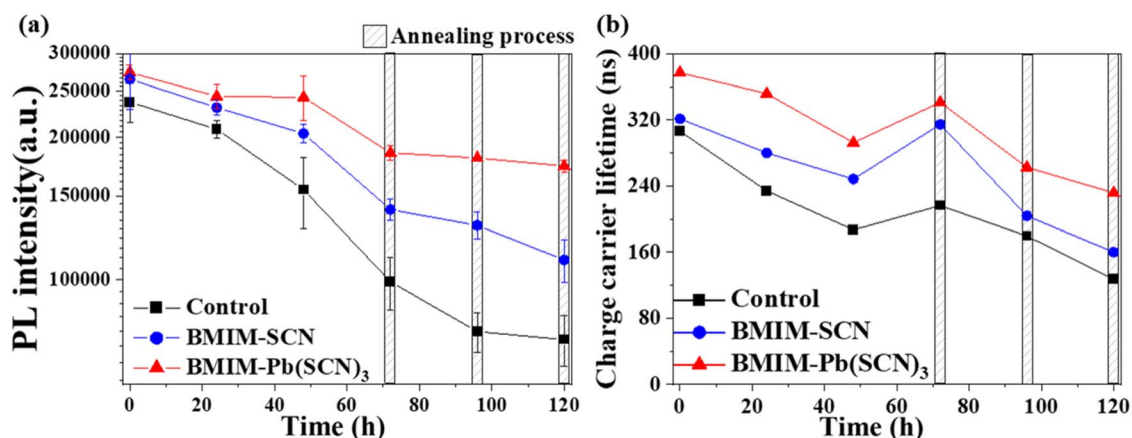 (a)
Annealing process
(b)
PL intensity(a.u.)
300000
250000
200000
150000
100000
Control
BMIM-SCN
BMIM-Pb(SCN)₃
0
20
40
60
80
100
120
Time (h)
Charge carrier lifetime (ns)
400
320
240
160
80
0
Control
BMIM-SCN
BMIM-Pb(SCN)₃
0
20
40
60
80
100
120
Time (h)